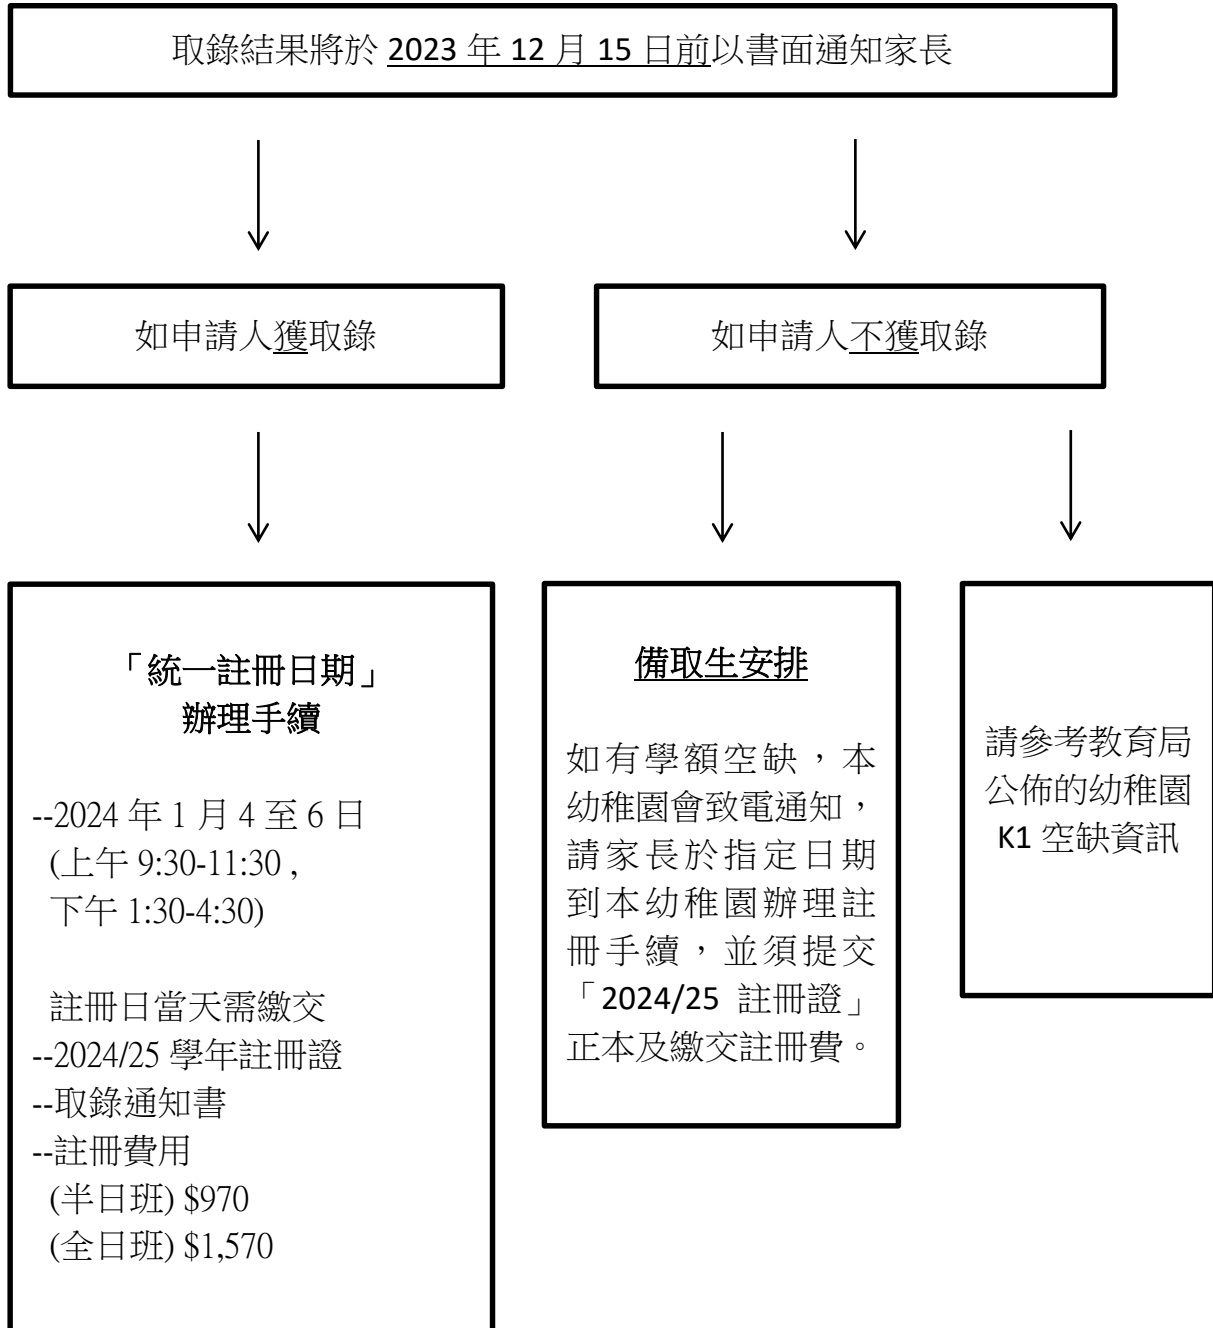 取錄結果將於 2023 年 12 月 15 日前以書面通知家長
如申請人獲取錄
如申請人不獲取錄
「統一註冊日期」
辦理手續
--2024 年 1 月 4 至 6 日
(上午 9:30-11:30 ,
下午 1:30-4:30)
註冊日當天需繳交
--2024/25 學年註冊證
--取錄通知書
--註冊費用
(半日班) $970
(全日班) $1,570
備取生安排
如有學額空缺，本
幼稚園會致電通知，
請家長於指定日期
到本幼稚園辦理註
冊手續，並須提交
「2024/25 註冊證」
正本及繳交註冊費。
請參考教育局
公佈的幼稚園
K1 空缺資訊